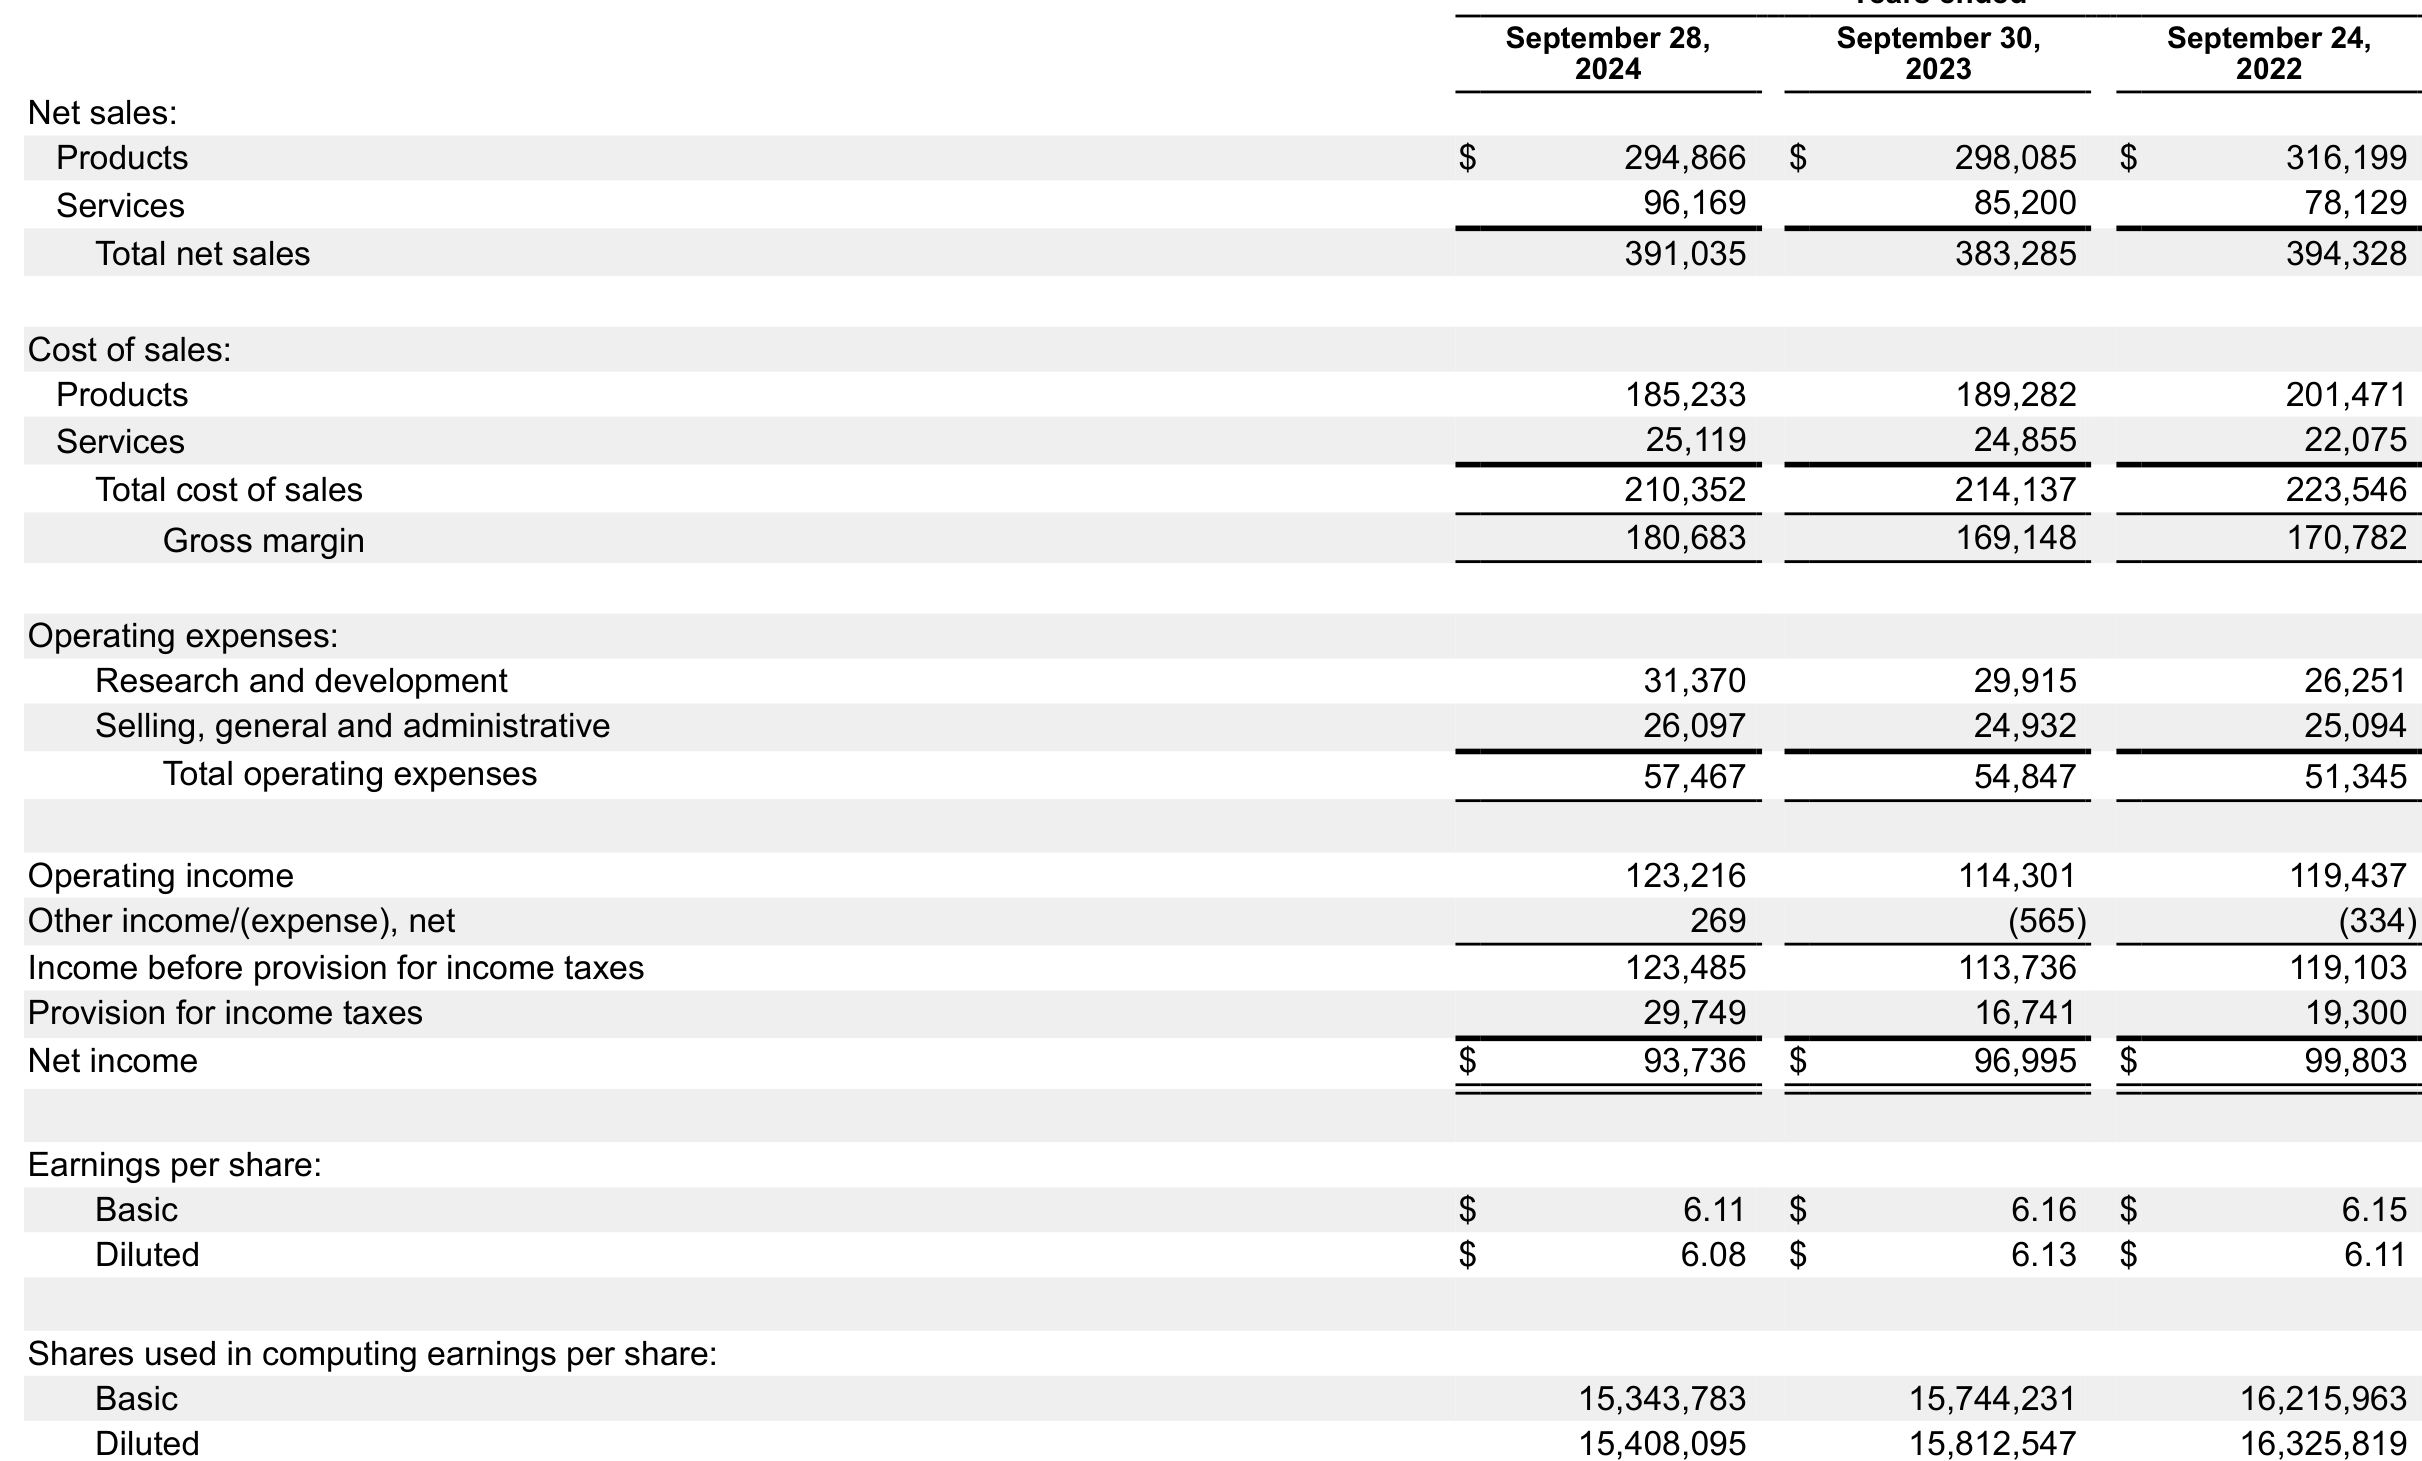 Years ended
September 28, 2024 September 30, 2023 September 24, 2022
Net sales:
Products $ 294,866 $ 298,085 $ 316,199
Services 96,169 85,200 78,129
Total net sales 391,035 383,285 394,328
Cost of sales:
Products 185,233 189,282 201,471
Services 25,119 24,855 22,075
Total cost of sales 210,352 214,137 223,546
Gross margin 180,683 169,148 170,782
Operating expenses:
Research and development 31,370 29,915 26,251
Selling, general and administrative 26,097 24,932 25,094
Total operating expenses 57,467 54,847 51,345
Operating income 123,216 114,301 119,437
Other income/(expense), net 269 (565) (334)
Income before provision for income taxes 123,485 113,736 119,103
Provision for income taxes 29,749 16,741 19,300
Net income $ 93,736 $ 96,995 $ 99,803
Earnings per share:
Basic $ 6.11 $ 6.16 $ 6.15
Diluted $ 6.08 $ 6.13 $ 6.11
Shares used in computing earnings per share:
Basic 15,343,783 15,744,231 16,215,963
Diluted 15,408,095 15,812,547 16,325,819